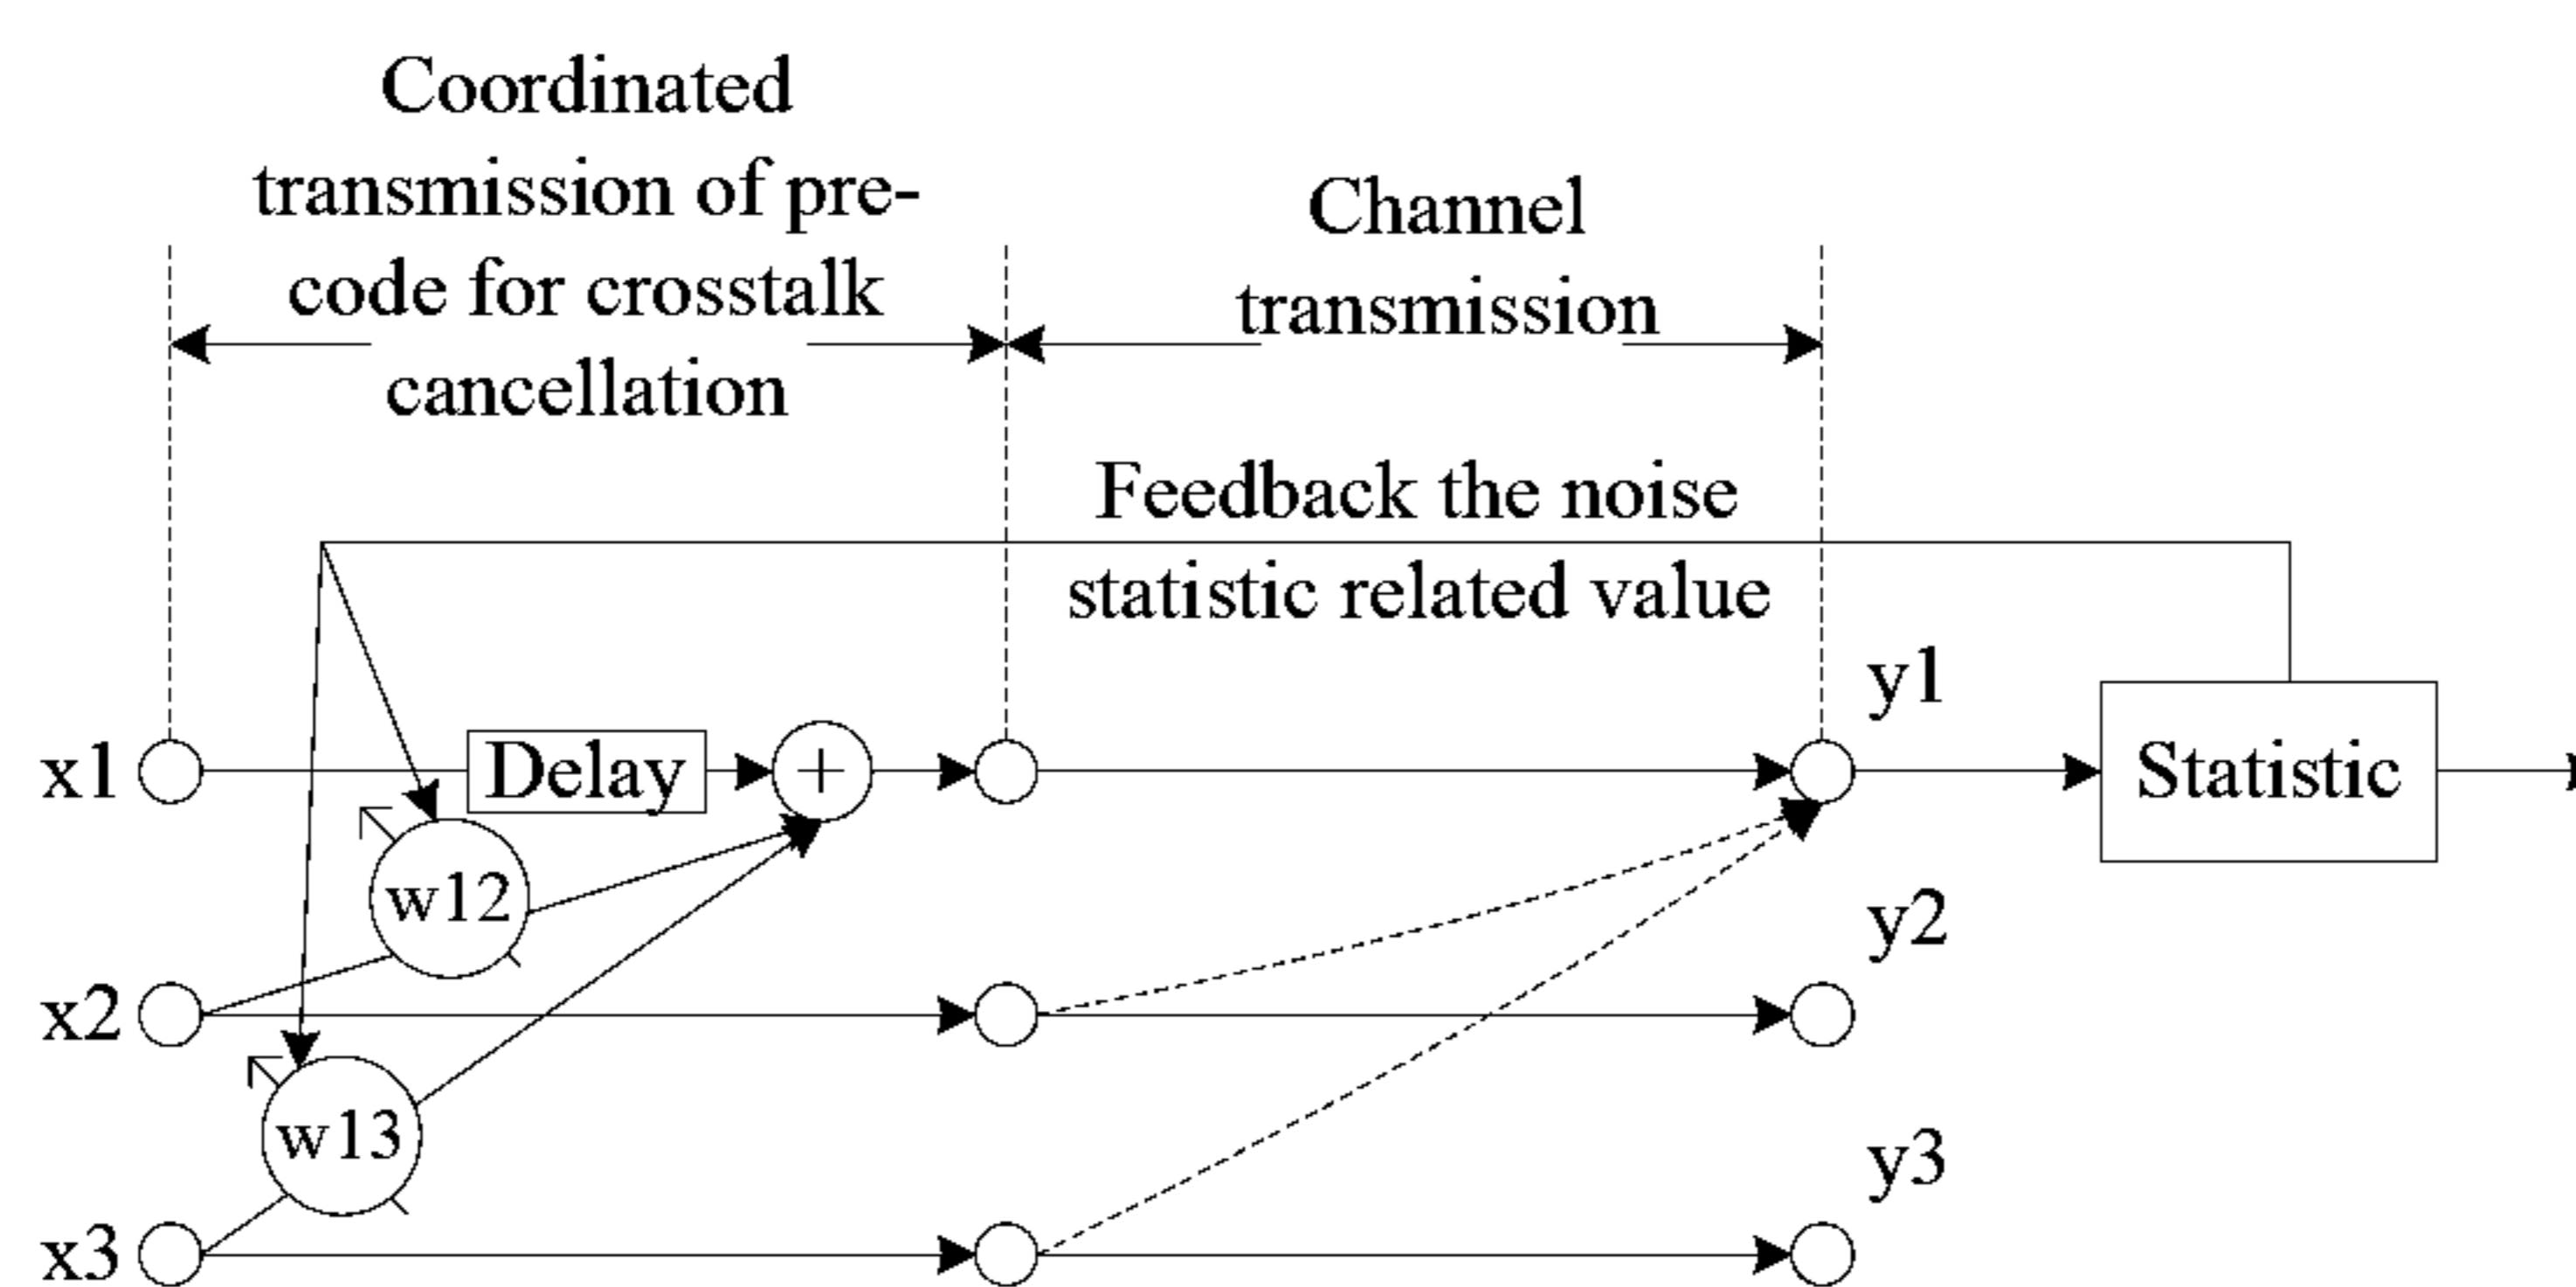 Coordinated
transmission of pre-
code for crosstalk
cancellation
Channel
transmission
Feedback the noise
statistic related value
y1
x1
Delay
+
Statistic
w12
y2
x2
w13
y3
x3